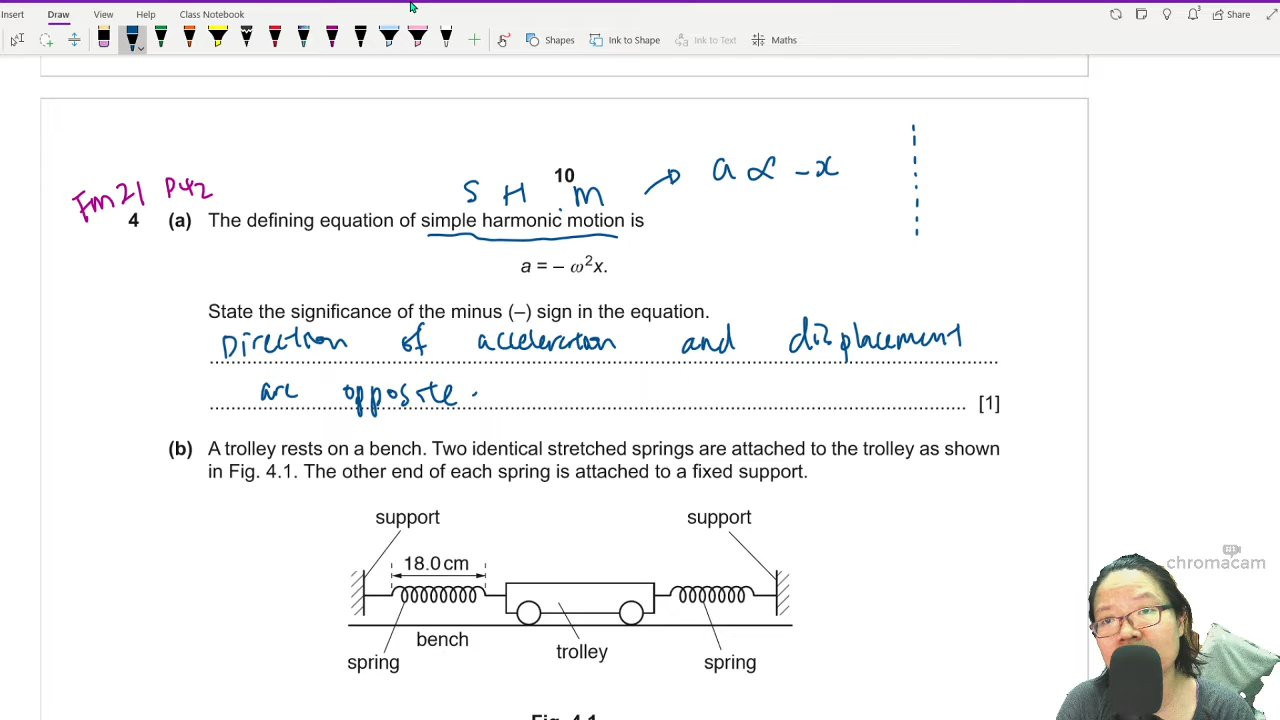 Insert Draw View Help Class Notebook Share
Shapes Ink to Shape Ink to Text Maths
10
S H M → a ∝ -x
Fm21 P42
4 (a) The defining equation of simple harmonic motion is
a = – ω²x.
State the significance of the minus (–) sign in the equation.
Direction of acceleration and displacement
are opposite.
[1]
(b) A trolley rests on a bench. Two identical stretched springs are attached to the trolley as shown
in Fig. 4.1. The other end of each spring is attached to a fixed support.
support support
18.0 cm
bench
trolley
spring spring
Fig. 4.1
chromacam